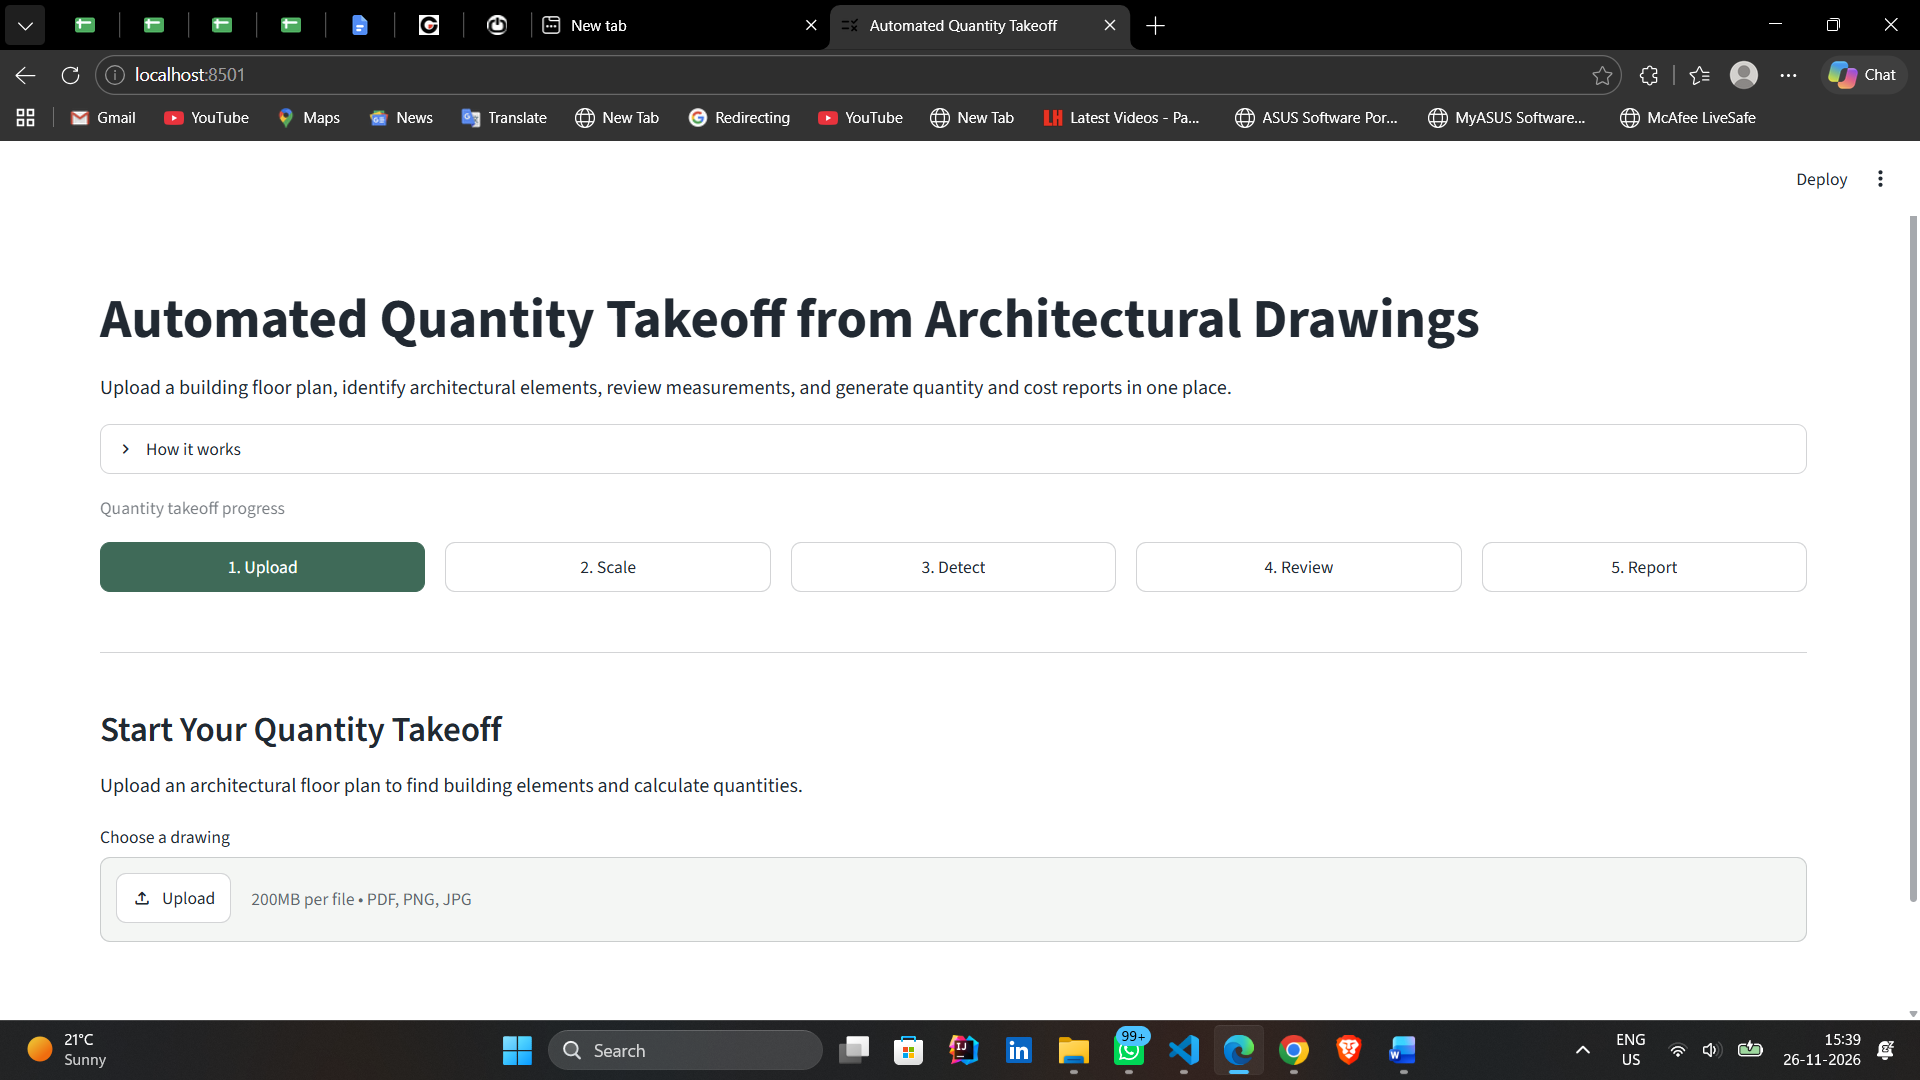 New tab
Automated Quantity Takeoff
localhost:8501
Chat
Gmail
YouTube
Maps
News
Translate
New Tab
Redirecting
YouTube
New Tab
Latest Videos - Pa...
ASUS Software Por...
MyASUS Software...
McAfee LiveSafe
Deploy
Automated Quantity Takeoff from Architectural Drawings
Upload a building floor plan, identify architectural elements, review measurements, and generate quantity and cost reports in one place.
How it works
Quantity takeoff progress
1. Upload
2. Scale
3. Detect
4. Review
5. Report
Start Your Quantity Takeoff
Upload an architectural floor plan to find building elements and calculate quantities.
Choose a drawing
Upload
200MB per file • PDF, PNG, JPG
21°C
Sunny
Search
99+
ENG
US
15:39
26-11-2026